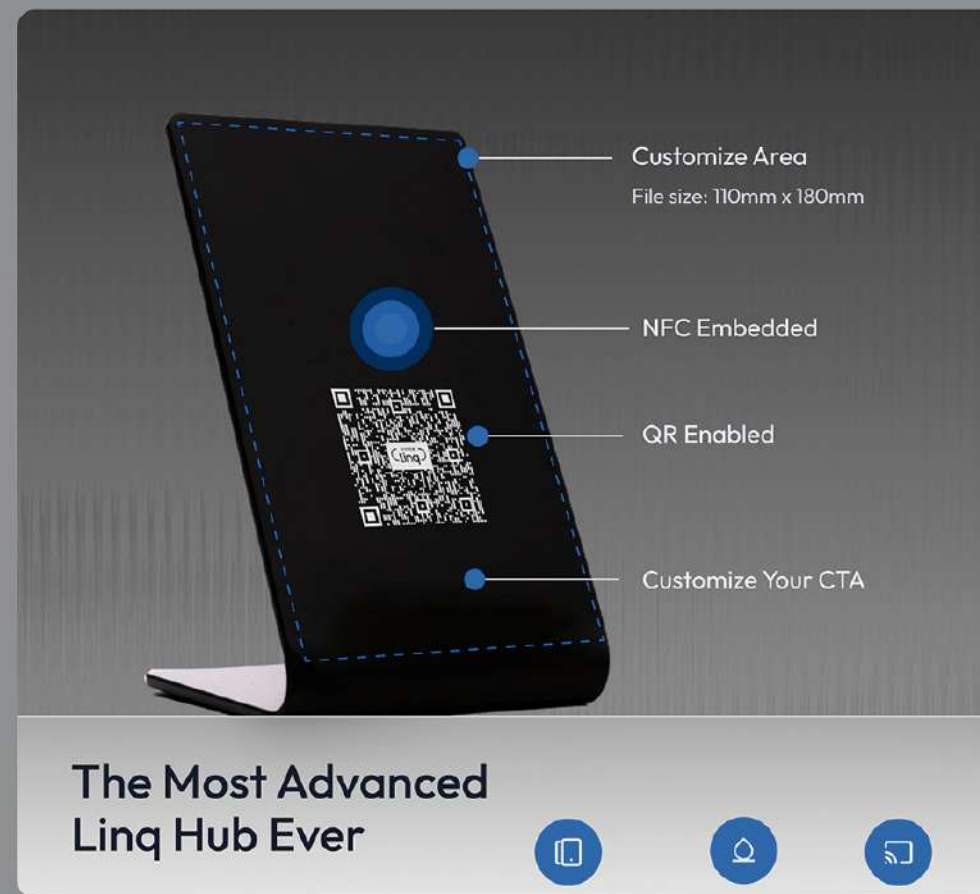 Customize Area
File size: 110mm x 180mm
NFC Embedded
QR Enabled
Linq
Customize Your CTA
The Most Advanced
Linq Hub Ever